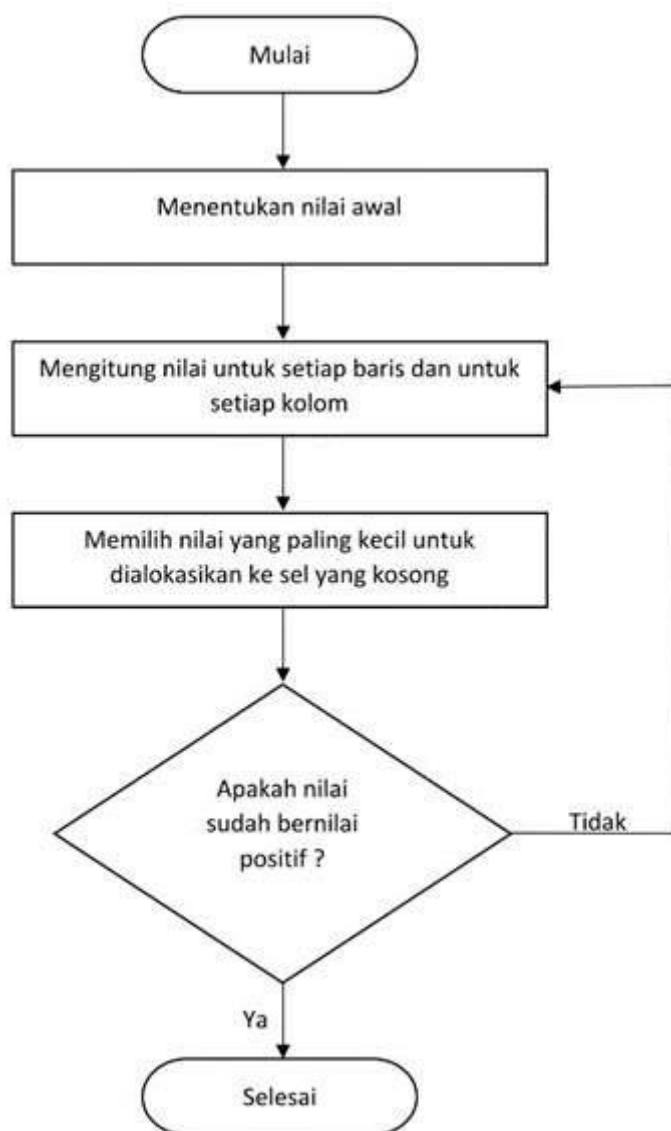 Mulai
Menentukan nilai awal
Mengitung nilai untuk setiap baris dan untuk
setiap kolom
Memilih nilai yang paling kecil untuk
dialokasikan ke sel yang kosong
Apakah nilai
sudah bernilai
positif ?
Tidak
Ya
Selesai